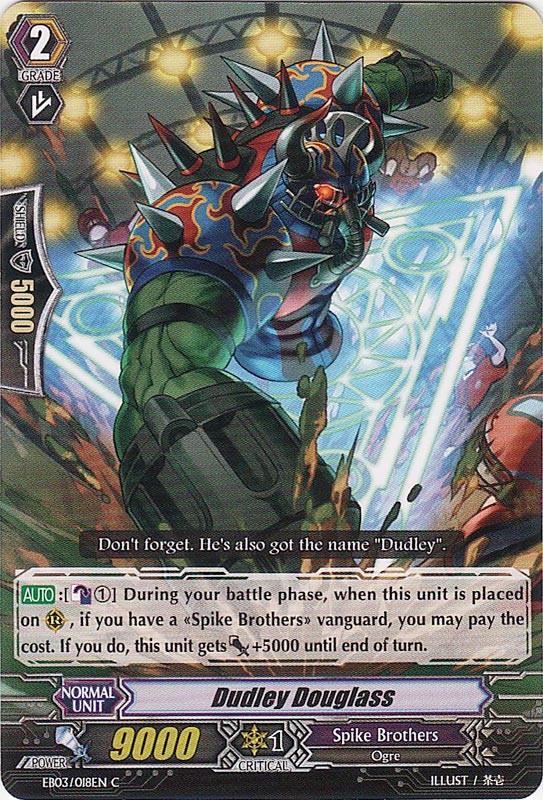 2
GRADE
SHIELD
5000
Don't forget. He's also got the name "Dudley".
AUTO :[ ①] During your battle phase, when this unit is placed
on R , if you have a «Spike Brothers» vanguard, you may pay the
cost. If you do, this unit gets +5000 until end of turn.
NORMAL
UNIT
Dudley Douglass
POWER
9000
1
CRITICAL
Spike Brothers
Ogre
EB03/018EN C
ILLUST / 茶壱